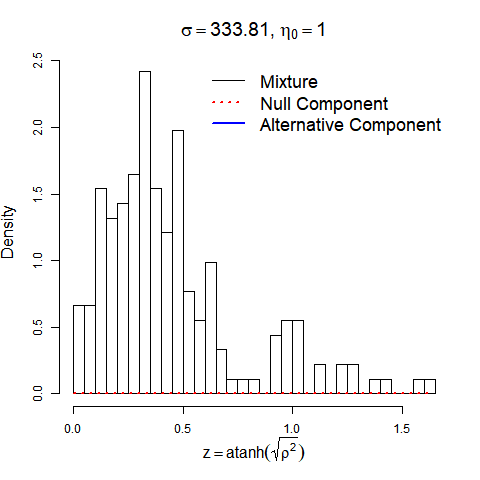 σ = 333.81, η₀ = 1
Mixture
Null Component
Alternative Component
Density
2.5
2.0
1.5
1.0
0.5
0.0
0.0 0.5 1.0 1.5
z = atanh(√ρ²)